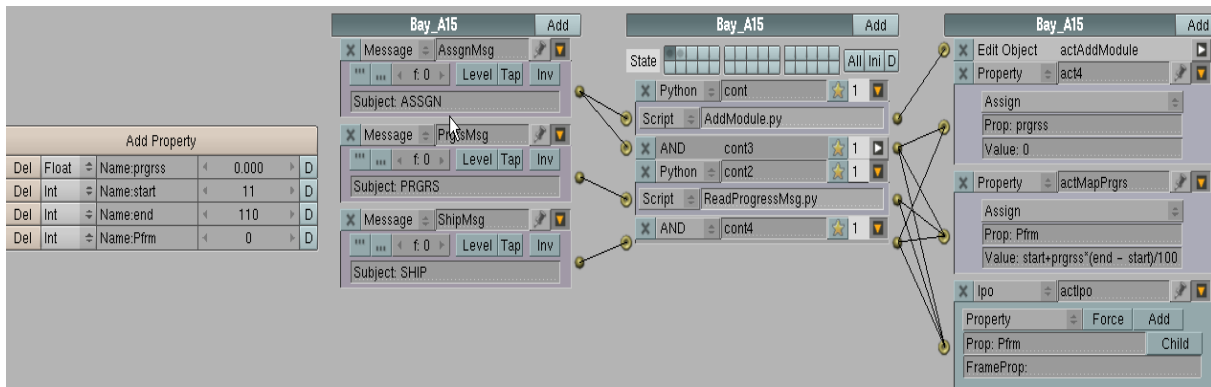 Add Property
Del Float Name:prgrss 0.000 D
Del Int Name:start 11 D
Del Int Name:end 110 D
Del Int Name:Pfrm 0 D
Bay_A15 Add
X Message AssgnMsg
f: 0 Level Tap Inv
Subject: ASSGN
X Message PrgrsMsg
f: 0 Level Tap Inv
Subject: PRGRS
X Message ShipMsg
f: 0 Level Tap Inv
Subject: SHIP
Bay_A15 Add
State All Ini D
X Python cont 1
Script AddModule.py
X AND cont3 1
X Python cont2 1
Script ReadProgressMsg.py
X AND cont4 1
Bay_A15 Add
X Edit Object actAddModule
X Property act4
Assign
Prop: prgrss
Value: 0
X Property actMapPrgrs
Assign
Prop: Pfrm
Value: start+prgrss*(end - start)/100
X Ipo actIpo
Property Force Add
Prop: Pfrm Child
FrameProp: